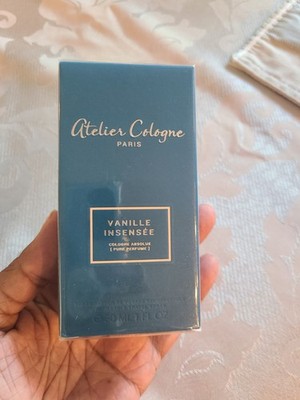 Atelier Cologne
PARIS
VANILLE
INSENSÉE
COLOGNE ABSOLUE
[ PURE PERFUME ]